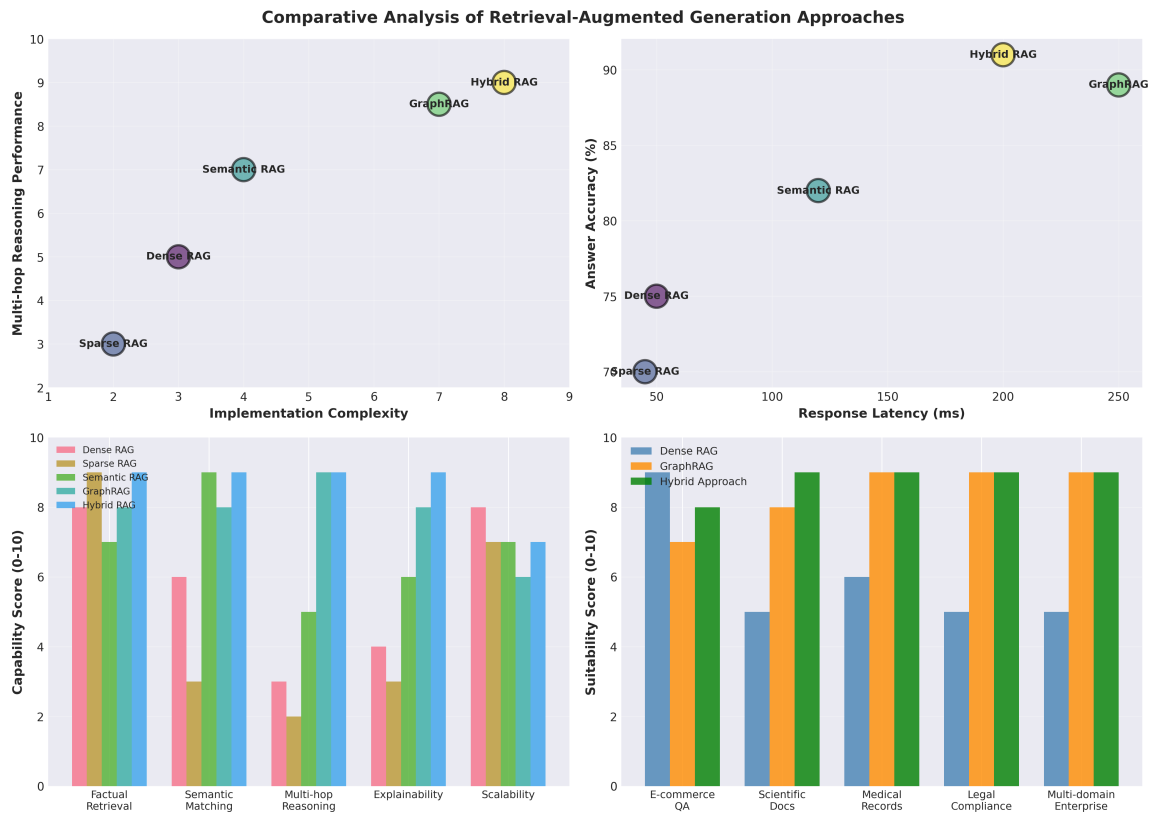 Comparative Analysis of Retrieval-Augmented Generation Approaches
Multi-hop Reasoning Performance
10
9
8
7
6
5
4
3
2
Hybrid RAG
GraphRAG
Semantic RAG
Dense RAG
Sparse RAG
1 2 3 4 5 6 7 8 9
Implementation Complexity
Answer Accuracy (%)
90
85
80
75
70
Hybrid RAG
GraphRAG
Semantic RAG
Dense RAG
Sparse RAG
50 100 150 200 250
Response Latency (ms)
Capability Score (0-10)
10
8
6
4
2
0
Dense RAG
Sparse RAG
Semantic RAG
GraphRAG
Hybrid RAG
Factual Retrieval
Semantic Matching
Multi-hop Reasoning
Explainability
Scalability
Suitability Score (0-10)
10
8
6
4
2
0
Dense RAG
GraphRAG
Hybrid Approach
E-commerce QA
Scientific Docs
Medical Records
Legal Compliance
Multi-domain Enterprise